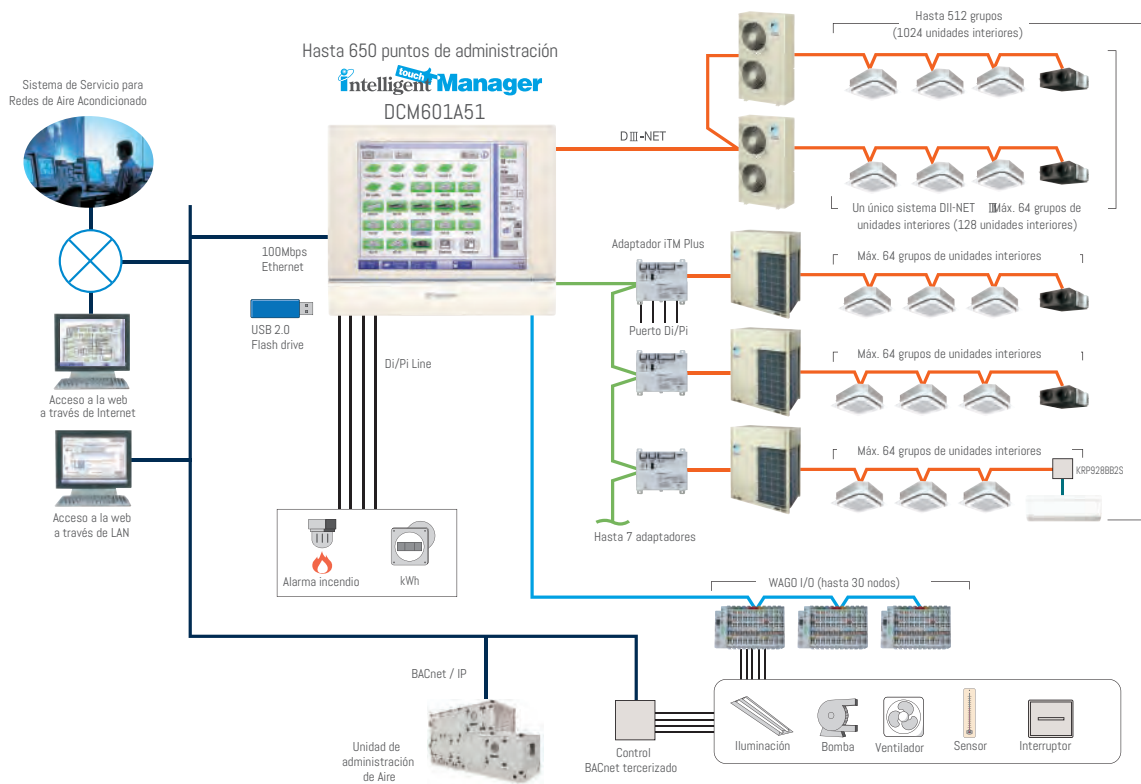 Hasta 650 puntos de administración
intelligent touch Manager
DCM601A51
Sistema de Servicio para
Redes de Aire Acondicionado
100Mbps
Ethernet
USB 2.0
Flash drive
Di/Pi Line
Acceso a la web
a través de Internet
Acceso a la web
a través de LAN
Alarma incendio
kWh
DⅢ-NET
Hasta 512 grupos
(1024 unidades interiores)
Un único sistema DII-NET Ⅲ Máx. 64 grupos de
unidades interiores (128 unidades interiores)
Adaptador iTM Plus
Puerto Di/Pi
Máx. 64 grupos de unidades interiores
Máx. 64 grupos de unidades interiores
Máx. 64 grupos de unidades interiores
KRP928BB2S
Hasta 7 adaptadores
WAGO I/O (hasta 30 nodos)
BACnet / IP
Unidad de
administración
de Aire
Control
BACnet tercerizado
Iluminación
Bomba
Ventilador
Sensor
Interruptor